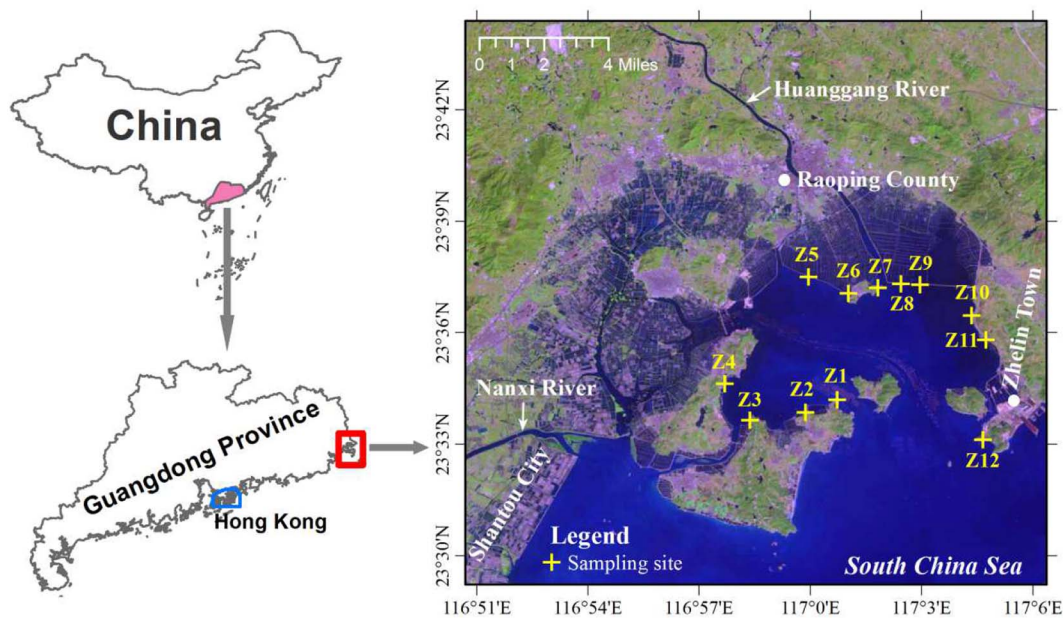 China
Guangdong Province
Hong Kong
0 1 2 4 Miles
Huanggang River
Raoping County
Z5
Z6
Z7
Z8
Z9
Z10
Z11
Zhelin Town
Z4
Z3
Z2
Z1
Z12
Nanxi River
Shantou City
Legend
Sampling site
South China Sea
23°42'N
23°39'N
23°36'N
23°33'N
23°30'N
116°51'E 116°54'E 116°57'E 117°0'E 117°3'E 117°6'E